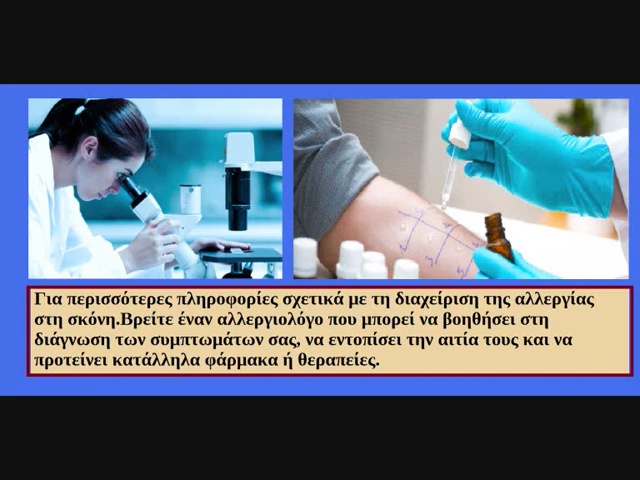 Για περισσότερες πληροφορίες σχετικά με τη διαχείριση της αλλεργίας
στη σκόνη.Βρείτε έναν αλλεργιολόγο που μπορεί να βοηθήσει στη
διάγνωση των συμπτωμάτων σας, να εντοπίσει την αιτία τους και να
προτείνει κατάλληλα φάρμακα ή θεραπείες.